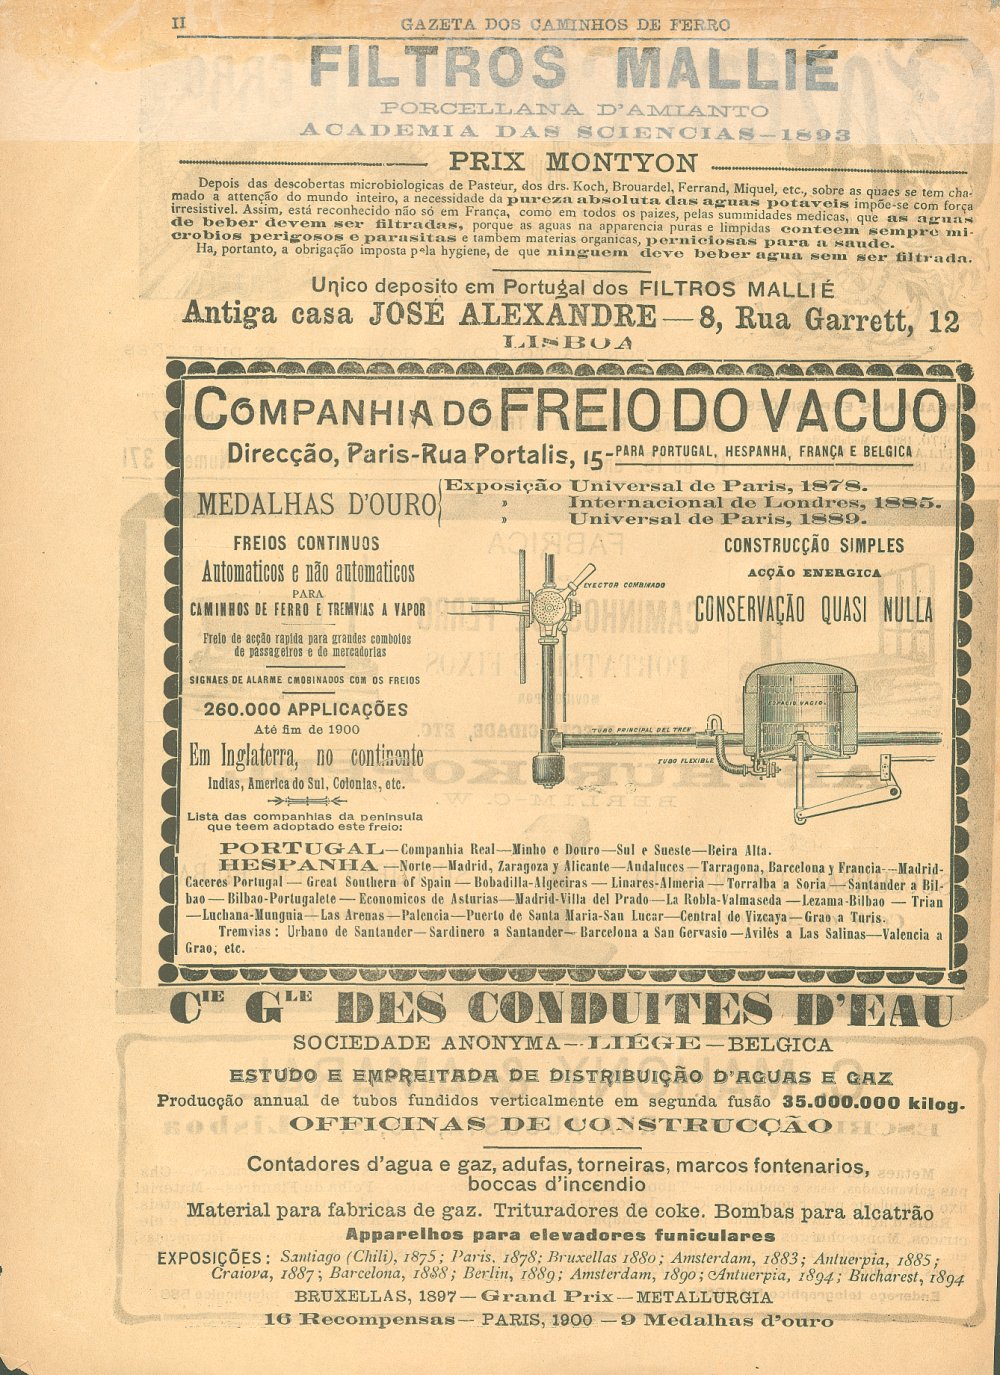 II
GAZETA DOS CAMINHOS DE FERRO
FILTROS MALLIÉ
PORCELLANA D'AMIANTO
ACADEMIA DAS SCIENCIAS—1893
PRIX MONTYON
Depois das descobertas microbiologicas de Pasteur, dos drs. Koch, Brouardel, Ferrand, Miquel, etc., sobre as quaes se tem cha-
mado a attenção do mundo inteiro, a necessidade da pureza absoluta das aguas potaveis impõe-se com força
irresistivel. Assim, está reconhecido não só em França, como em todos os paizes, pelas summidades medicas, que as aguas
de beber devem ser filtradas, porque as aguas na apparencia puras e limpidas conteem sempre mi-
crobios perigosos e parasitas e tambem materias organicas, perniciosas para a saude.
Ha, portanto, a obrigação imposta pela hygiene, de que ninguem deve beber agua sem ser filtrada.
Unico deposito em Portugal dos FILTROS MALLIÉ
Antiga casa JOSÉ ALEXANDRE—8, Rua Garrett, 12
LISBOA
COMPANHIA DO FREIO DO VACUO
Direcção, Paris-Rua Portalis, 15-PARA PORTUGAL, HESPANHA, FRANÇA E BELGICA
MEDALHAS D'OURO
Exposição Universal de Paris, 1878.
» Internacional de Londres, 1885.
» Universal de Paris, 1889.
FREIOS CONTINUOS
Automaticos e não automaticos
PARA
CAMINHOS DE FERRO E TREMVIAS A VAPOR
Freio de acção rapida para grandes comboios
de passageiros e de mercadorias
SIGNAES DE ALARME CMOBINADOS COM OS FREIOS
260.000 APPLICAÇÕES
Até fim de 1900
Em Inglaterra, no continente
Indias, America do Sul, Colonias, etc.
Lista das companhias da peninsula
que teem adoptado este freio:
CONSTRUCÇÃO SIMPLES
ACÇÃO ENERGICA
CONSERVAÇÃO QUASI NULLA
EYECTOR COMBINADO
ESPACIO VACIO
TUBO PRINCIPAL DEL TREN
TUBO FLEXIBLE
PORTUGAL—Companhia Real—Minho e Douro—Sul e Sueste—Beira Alta.
HESPANHA—Norte—Madrid, Zaragoza y Alicante—Andaluces—Tarragona, Barcelona y Francia—Madrid-
Caceres Portugal—Great Southern of Spain—Bobadilla-Algeciras—Linares-Almeria—Torralba a Soria—Santander a Bil-
bao—Bilbao-Portugalete—Economicos de Asturias—Madrid-Villa del Prado—La Robla-Valmaseda—Lezama-Bilbao—Trian
—Luchana-Munguia—Las Arenas—Palencia—Puerto de Santa Maria-San Lucar—Central de Vizcaya—Grao a Turis.
Tremvias: Urbano de Santander—Sardinero a Santander—Barcelona a San Gervasio—Avilés a Las Salinas—Valencia a
Grao, etc.
CIE GLE DES CONDUITES D'EAU
SOCIEDADE ANONYMA—LIÉGE—BELGICA
ESTUDO E EMPREITADA DE DISTRIBUIÇÃO D'AGUAS E GAZ
Producção annual de tubos fundidos verticalmente em segunda fusão 35.000.000 kilog.
OFFICINAS DE CONSTRUCÇÃO
Contadores d'agua e gaz, adufas, torneiras, marcos fontenarios,
boccas d'incendio
Material para fabricas de gaz. Trituradores de coke. Bombas para alcatrão
Apparelhos para elevadores funiculares
EXPOSIÇÕES: Santiago (Chili), 1875; Paris, 1878; Bruxellas 1880; Amsterdam, 1883; Antuerpia, 1885;
Craiova, 1887; Barcelona, 1888; Berlin, 1889; Amsterdam, 1890; Antuerpia, 1894; Bucharest, 1894
BRUXELLAS, 1897—Grand Prix—METALLURGIA
16 Recompensas—PARIS, 1900—9 Medalhas d'ouro